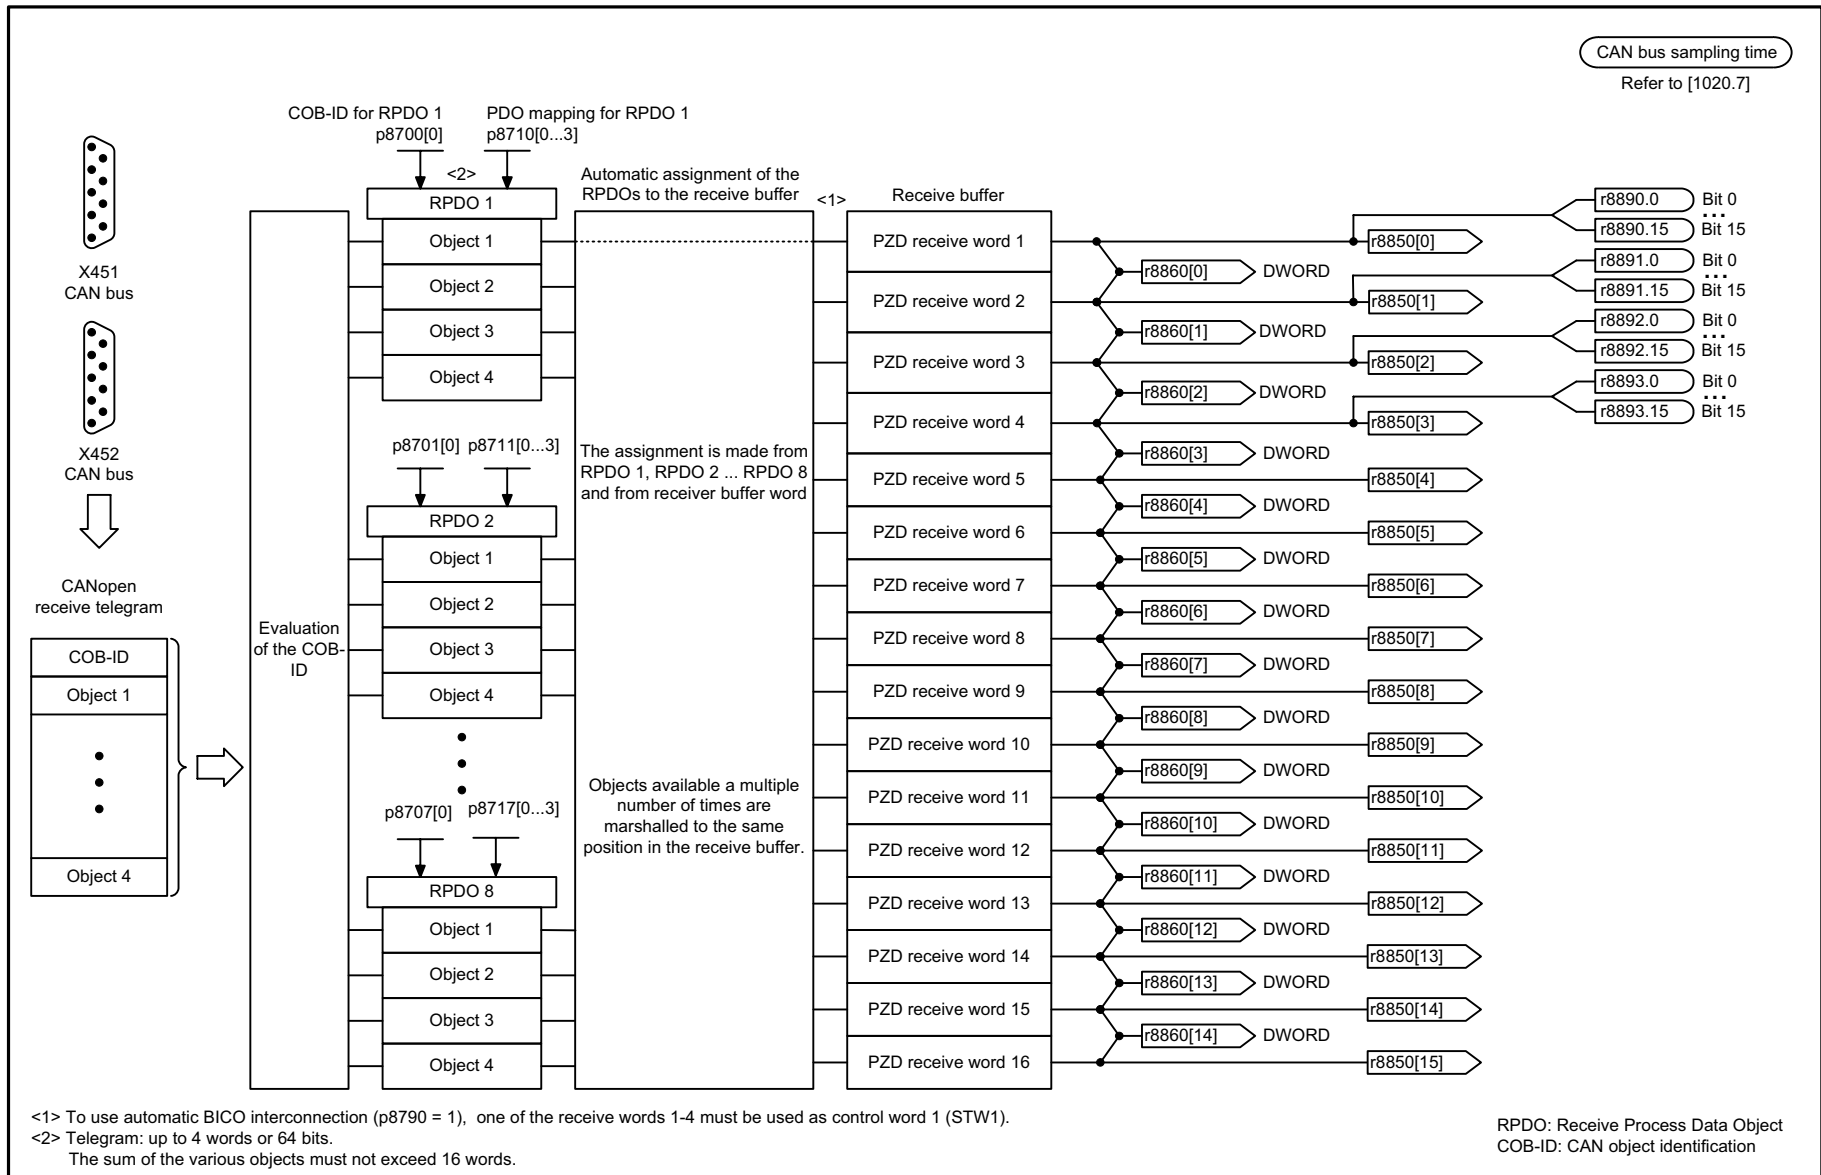 CAN bus sampling time
Refer to [1020.7]
X451
CAN bus
X452
CAN bus
CANopen
receive telegram
COB-ID
Object 1
Object 4
Evaluation
of the COB-
ID
COB-ID for RPDO 1
p8700[0]
PDO mapping for RPDO 1
p8710[0...3]
<2>
RPDO 1
Object 1
Object 2
Object 3
Object 4
p8701[0]
p8711[0...3]
RPDO 2
Object 1
Object 2
Object 3
Object 4
p8707[0]
p8717[0...3]
RPDO 8
Object 1
Object 2
Object 3
Object 4
Automatic assignment of the
RPDOs to the receive buffer
The assignment is made from
RPDO 1, RPDO 2 ... RPDO 8
and from receiver buffer word
Objects available a multiple
number of times are
marshalled to the same
position in the receive buffer.
<1>
Receive buffer
PZD receive word 1
PZD receive word 2
PZD receive word 3
PZD receive word 4
PZD receive word 5
PZD receive word 6
PZD receive word 7
PZD receive word 8
PZD receive word 9
PZD receive word 10
PZD receive word 11
PZD receive word 12
PZD receive word 13
PZD receive word 14
PZD receive word 15
PZD receive word 16
r8860[0] DWORD
r8860[1] DWORD
r8860[2] DWORD
r8860[3] DWORD
r8860[4] DWORD
r8860[5] DWORD
r8860[6] DWORD
r8860[7] DWORD
r8860[8] DWORD
r8860[9] DWORD
r8860[10] DWORD
r8860[11] DWORD
r8860[12] DWORD
r8860[13] DWORD
r8860[14] DWORD
r8850[0]
r8850[1]
r8850[2]
r8850[3]
r8850[4]
r8850[5]
r8850[6]
r8850[7]
r8850[8]
r8850[9]
r8850[10]
r8850[11]
r8850[12]
r8850[13]
r8850[14]
r8850[15]
r8890.0 Bit 0
...
r8890.15 Bit 15
r8891.0 Bit 0
...
r8891.15 Bit 15
r8892.0 Bit 0
...
r8892.15 Bit 15
r8893.0 Bit 0
...
r8893.15 Bit 15
<1> To use automatic BICO interconnection (p8790 = 1), one of the receive words 1-4 must be used as control word 1 (STW1).
<2> Telegram: up to 4 words or 64 bits.
The sum of the various objects must not exceed 16 words.
RPDO: Receive Process Data Object
COB-ID: CAN object identification